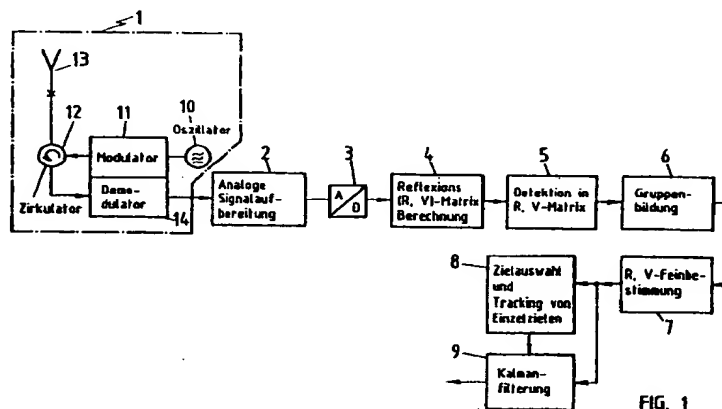 1
13
12
11
10
Oszillator
Modulator
Demo-
dulator
Zirkulator
14
2
Analoge
Signalauf-
bereitung
3
A
D
4
Reflexions
(R, V)-Matrix
Berechnung
5
Detektion in
R, V-Matrix
6
Gruppen-
bildung
8
Zielauswahl
und
Tracking von
Einzelzielen
R, V-Feinbe-
stimmung
7
9
Kalman-
filterung
FIG. 1